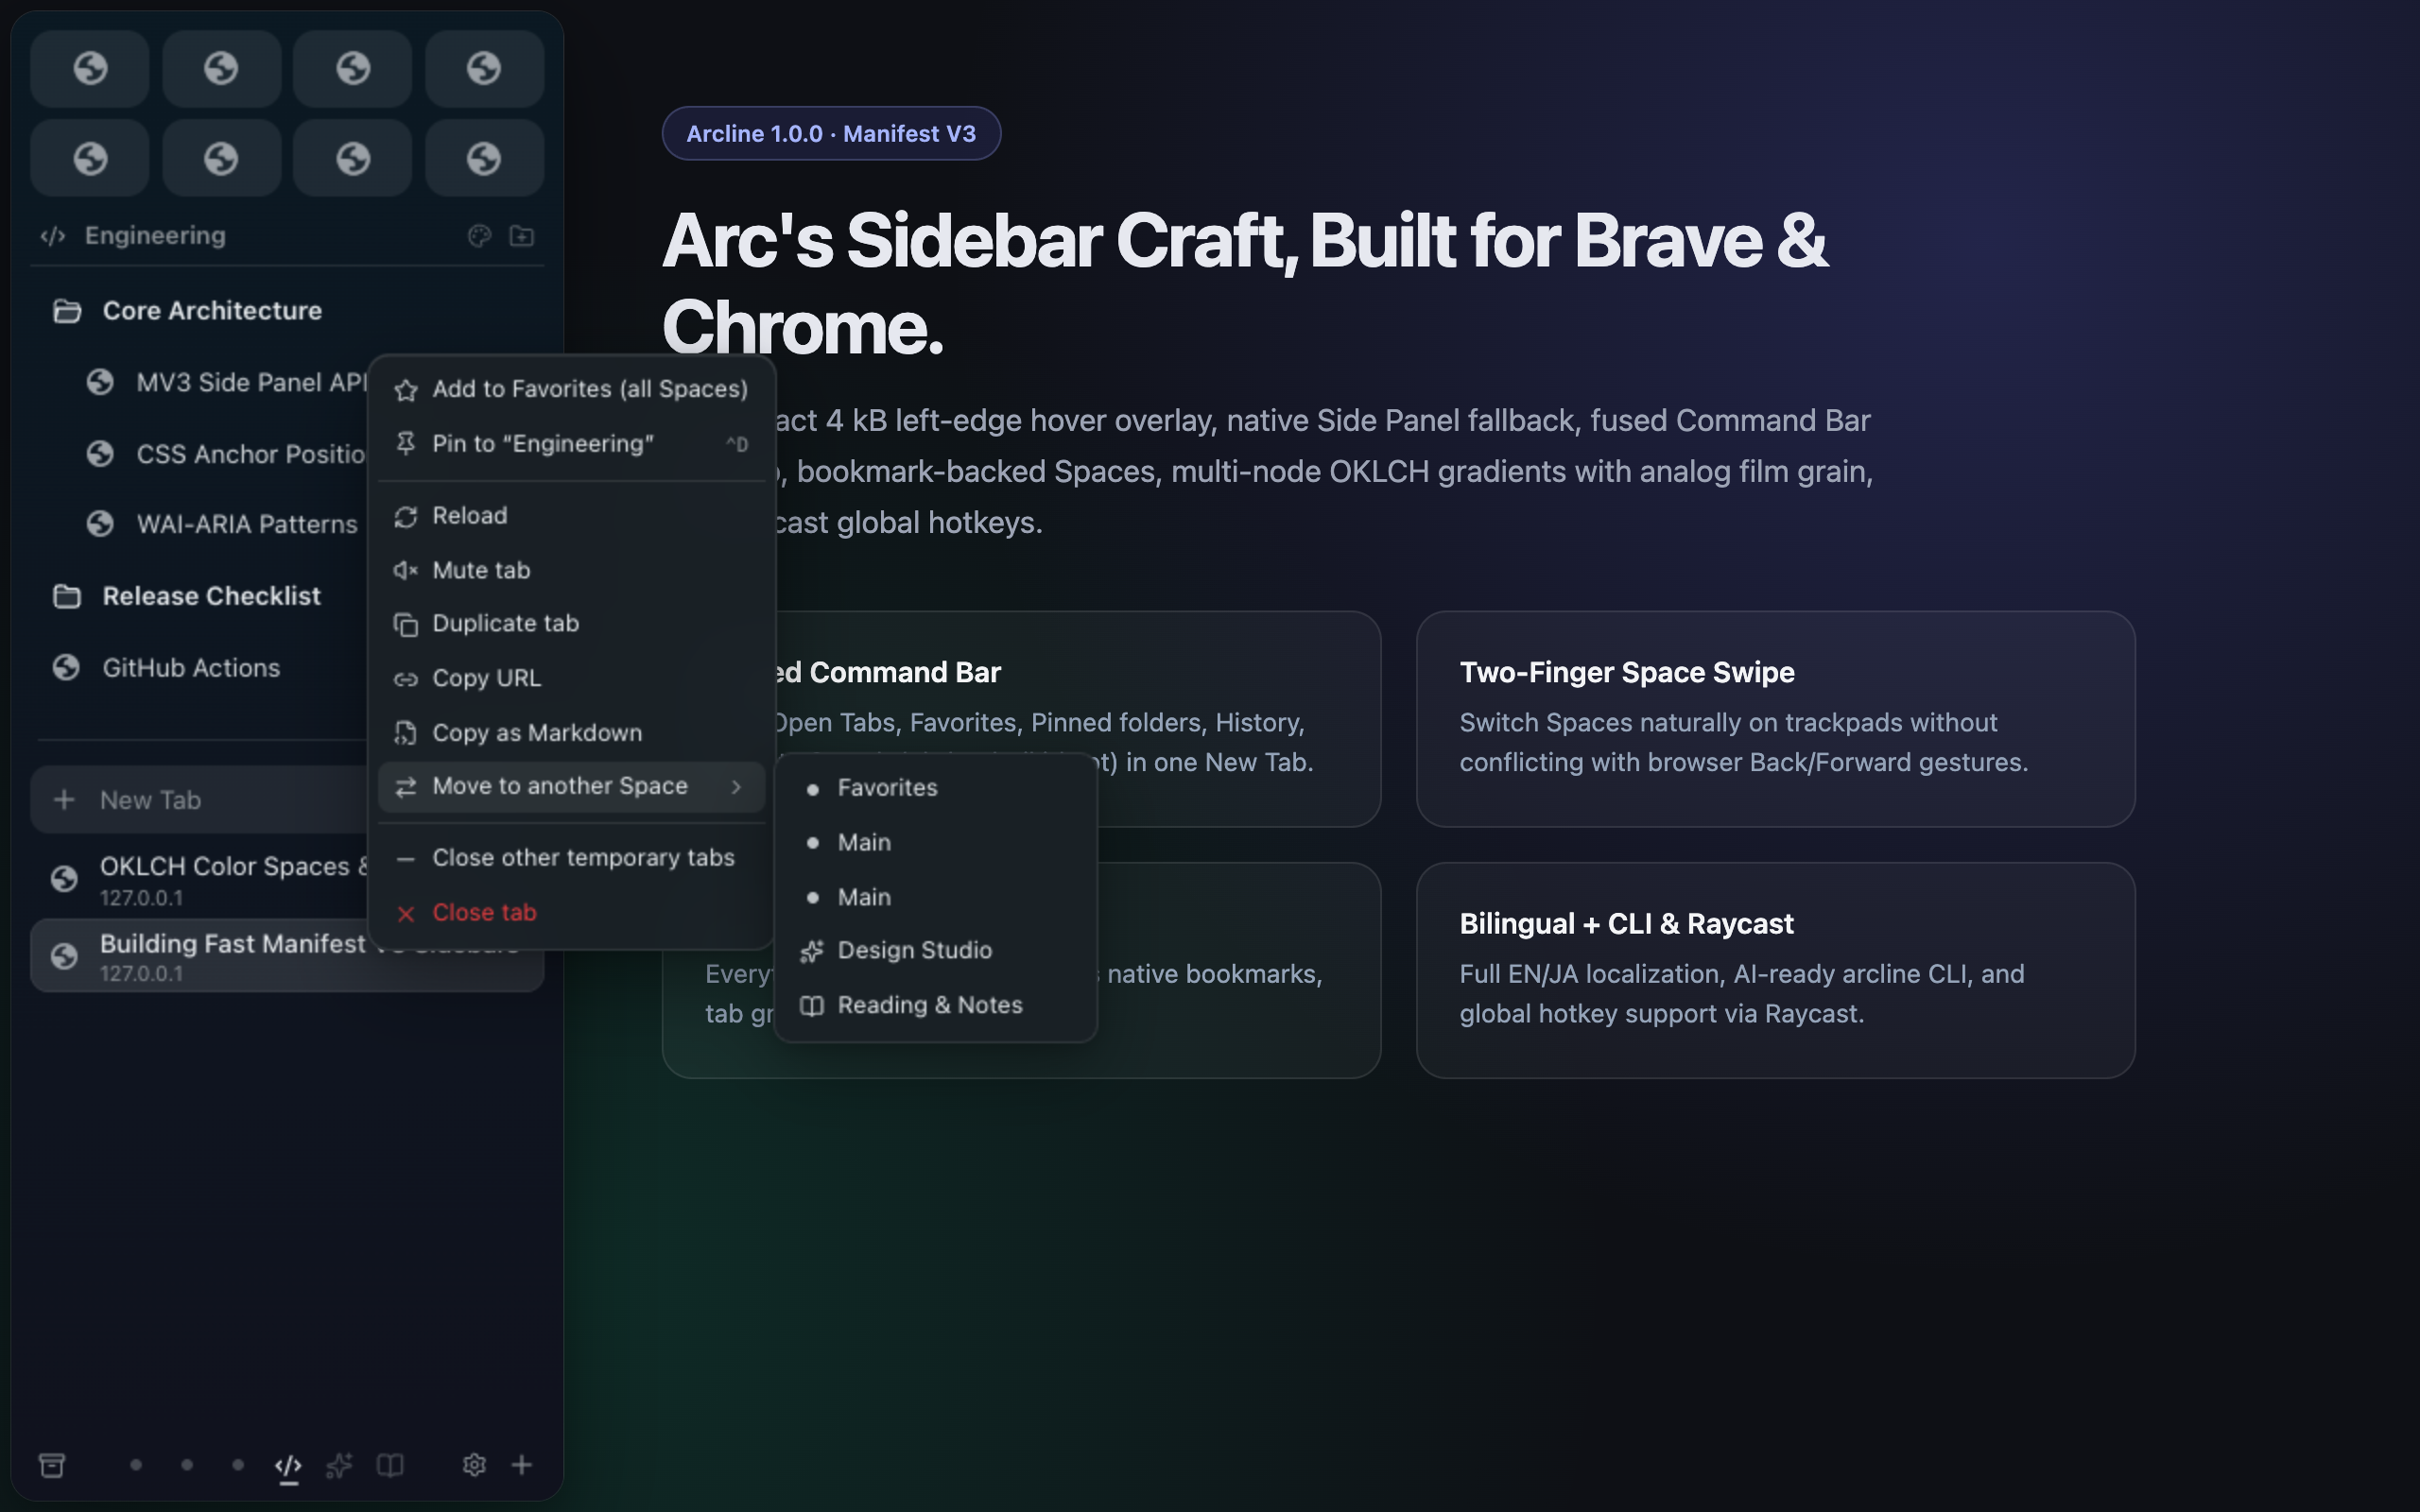 Engineering
Core Architecture
MV3 Side Panel API
CSS Anchor Positio
WAI-ARIA Patterns
Release Checklist
GitHub Actions
New Tab
OKLCH Color Spaces &
127.0.0.1
Building Fast Manifest
127.0.0.1
Add to Favorites (all Spaces)
Pin to “Engineering” ^D
Reload
Mute tab
Duplicate tab
Copy URL
Copy as Markdown
Move to another Space
Close other temporary tabs
Close tab
Favorites
Main
Main
Design Studio
Reading & Notes
Arcline 1.0.0 · Manifest V3
Arc's Sidebar Craft, Built for Brave &
Chrome.
act 4 kB left-edge hover overlay, native Side Panel fallback, fused Command Bar
, bookmark-backed Spaces, multi-node OKLCH gradients with analog film grain,
cast global hotkeys.
ed Command Bar
Open Tabs, Favorites, Pinned folders, History,
t) in one New Tab.
Two-Finger Space Swipe
Switch Spaces naturally on trackpads without
conflicting with browser Back/Forward gestures.
Every
native bookmarks,
tab gr
Bilingual + CLI & Raycast
Full EN/JA localization, AI-ready arcline CLI, and
global hotkey support via Raycast.